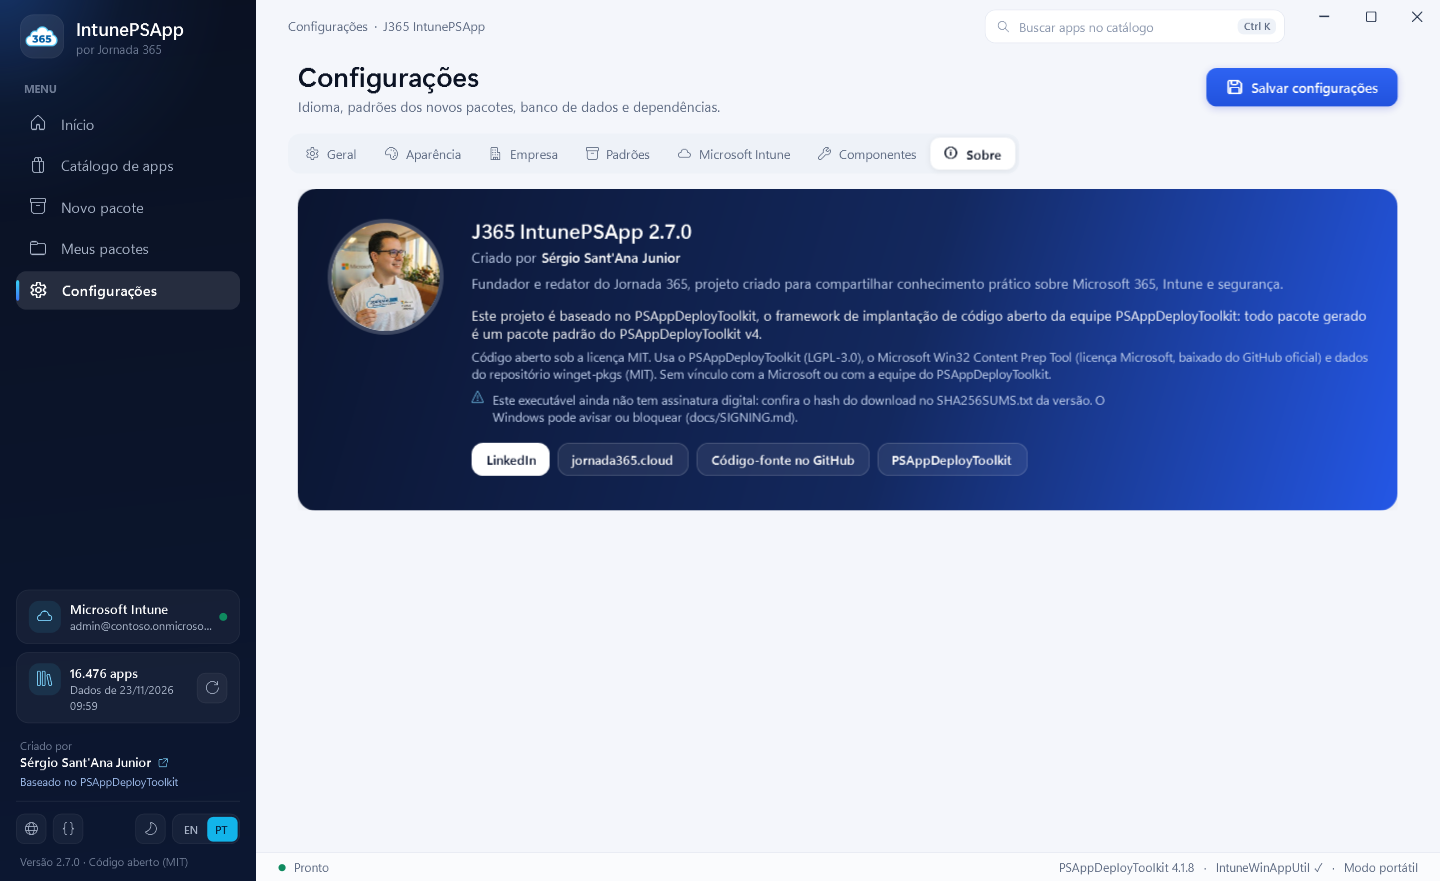 365
IntunePSApp
por Jornada 365
MENU
Início
Catálogo de apps
Novo pacote
Meus pacotes
Configurações
Microsoft Intune
admin@contoso.onmicroso...
16.476 apps
Dados de 23/11/2026
09:59
Criado por
Sérgio Sant'Ana Junior
Baseado no PSAppDeployToolkit
{}
EN
PT
Versão 2.7.0 · Código aberto (MIT)
Configurações · J365 IntunePSApp
Buscar apps no catálogo
Ctrl K
Configurações
Idioma, padrões dos novos pacotes, banco de dados e dependências.
Salvar configurações
Geral
Aparência
Empresa
Padrões
Microsoft Intune
Componentes
Sobre
J365 IntunePSApp 2.7.0
Criado por Sérgio Sant'Ana Junior
Fundador e redator do Jornada 365, projeto criado para compartilhar conhecimento prático sobre Microsoft 365, Intune e segurança.
Este projeto é baseado no PSAppDeployToolkit, o framework de implantação de código aberto da equipe PSAppDeployToolkit: todo pacote gerado
é um pacote padrão do PSAppDeployToolkit v4.
Código aberto sob a licença MIT. Usa o PSAppDeployToolkit (LGPL-3.0), o Microsoft Win32 Content Prep Tool (licença Microsoft, baixado do GitHub oficial) e dados
do repositório winget-pkgs (MIT). Sem vínculo com a Microsoft ou com a equipe do PSAppDeployToolkit.
Este executável ainda não tem assinatura digital: confira o hash do download no SHA256SUMS.txt da versão. O
Windows pode avisar ou bloquear (docs/SIGNING.md).
LinkedIn
jornada365.cloud
Código-fonte no GitHub
PSAppDeployToolkit
Pronto
PSAppDeployToolkit 4.1.8 · IntuneWinAppUtil ✓ · Modo portátil